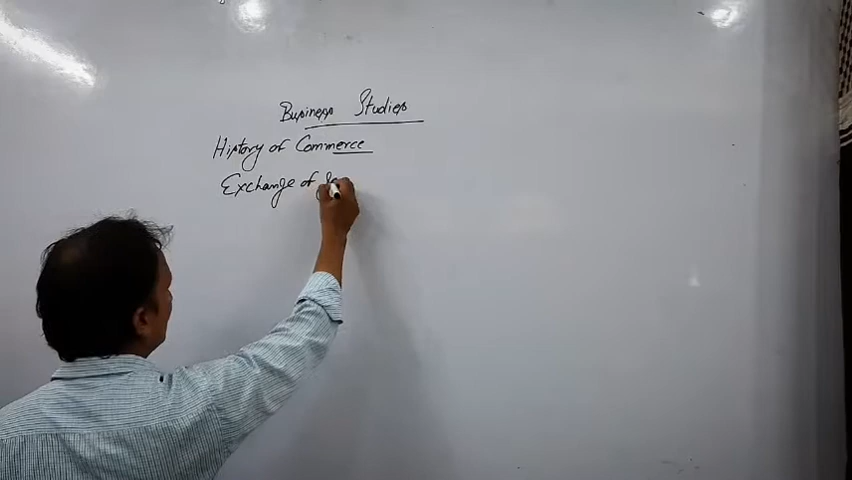 Business Studies
History of Commerce
Exchange of